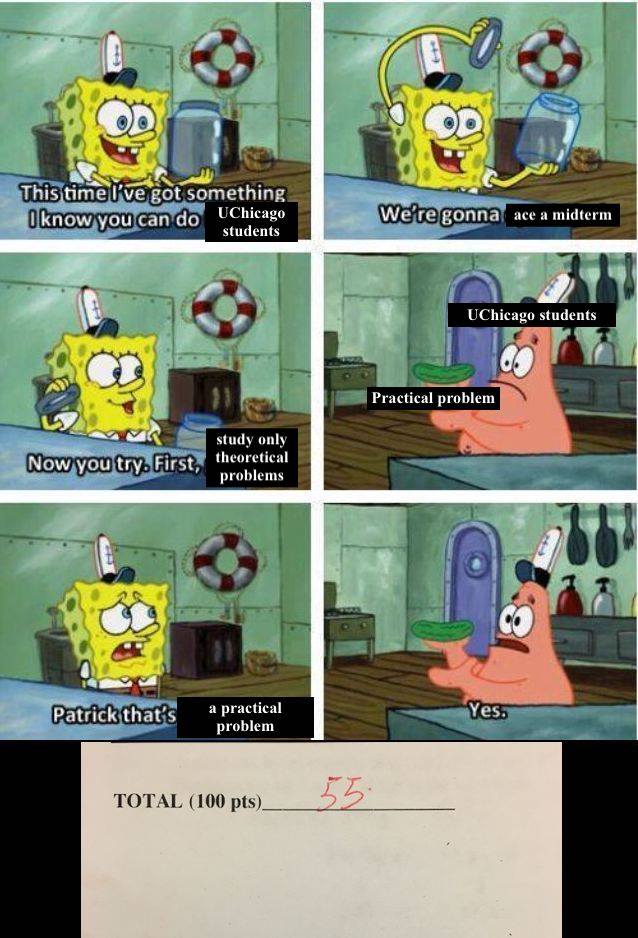 This time I've got something
I know you can do UChicago
students
We're gonna ace a midterm
Now you try. First, study only
theoretical
problems
UChicago students
Practical problem
Patrick that's a practical
problem
Yes.
TOTAL (100 pts) 55